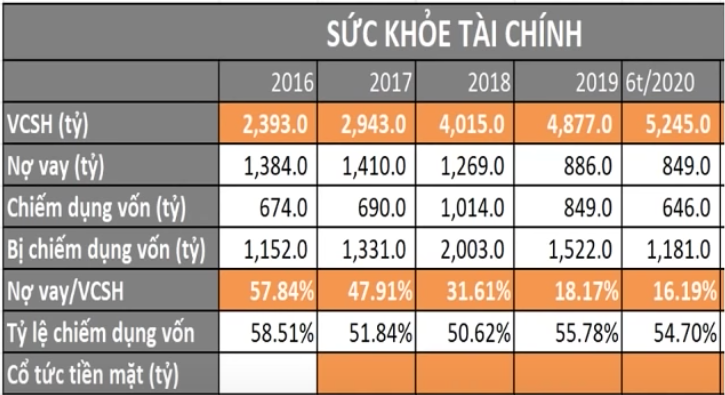 SỨC KHỎE TÀI CHÍNH
2016 2017 2018 2019 6t/2020
VCSH (tỷ) 2,393.0 2,943.0 4,015.0 4,877.0 5,245.0
Nợ vay (tỷ) 1,384.0 1,410.0 1,269.0 886.0 849.0
Chiếm dụng vốn (tỷ) 674.0 690.0 1,014.0 849.0 646.0
Bị chiếm dụng vốn (tỷ) 1,152.0 1,331.0 2,003.0 1,522.0 1,181.0
Nợ vay/VCSH 57.84% 47.91% 31.61% 18.17% 16.19%
Tỷ lệ chiếm dụng vốn 58.51% 51.84% 50.62% 55.78% 54.70%
Cổ tức tiền mặt (tỷ)